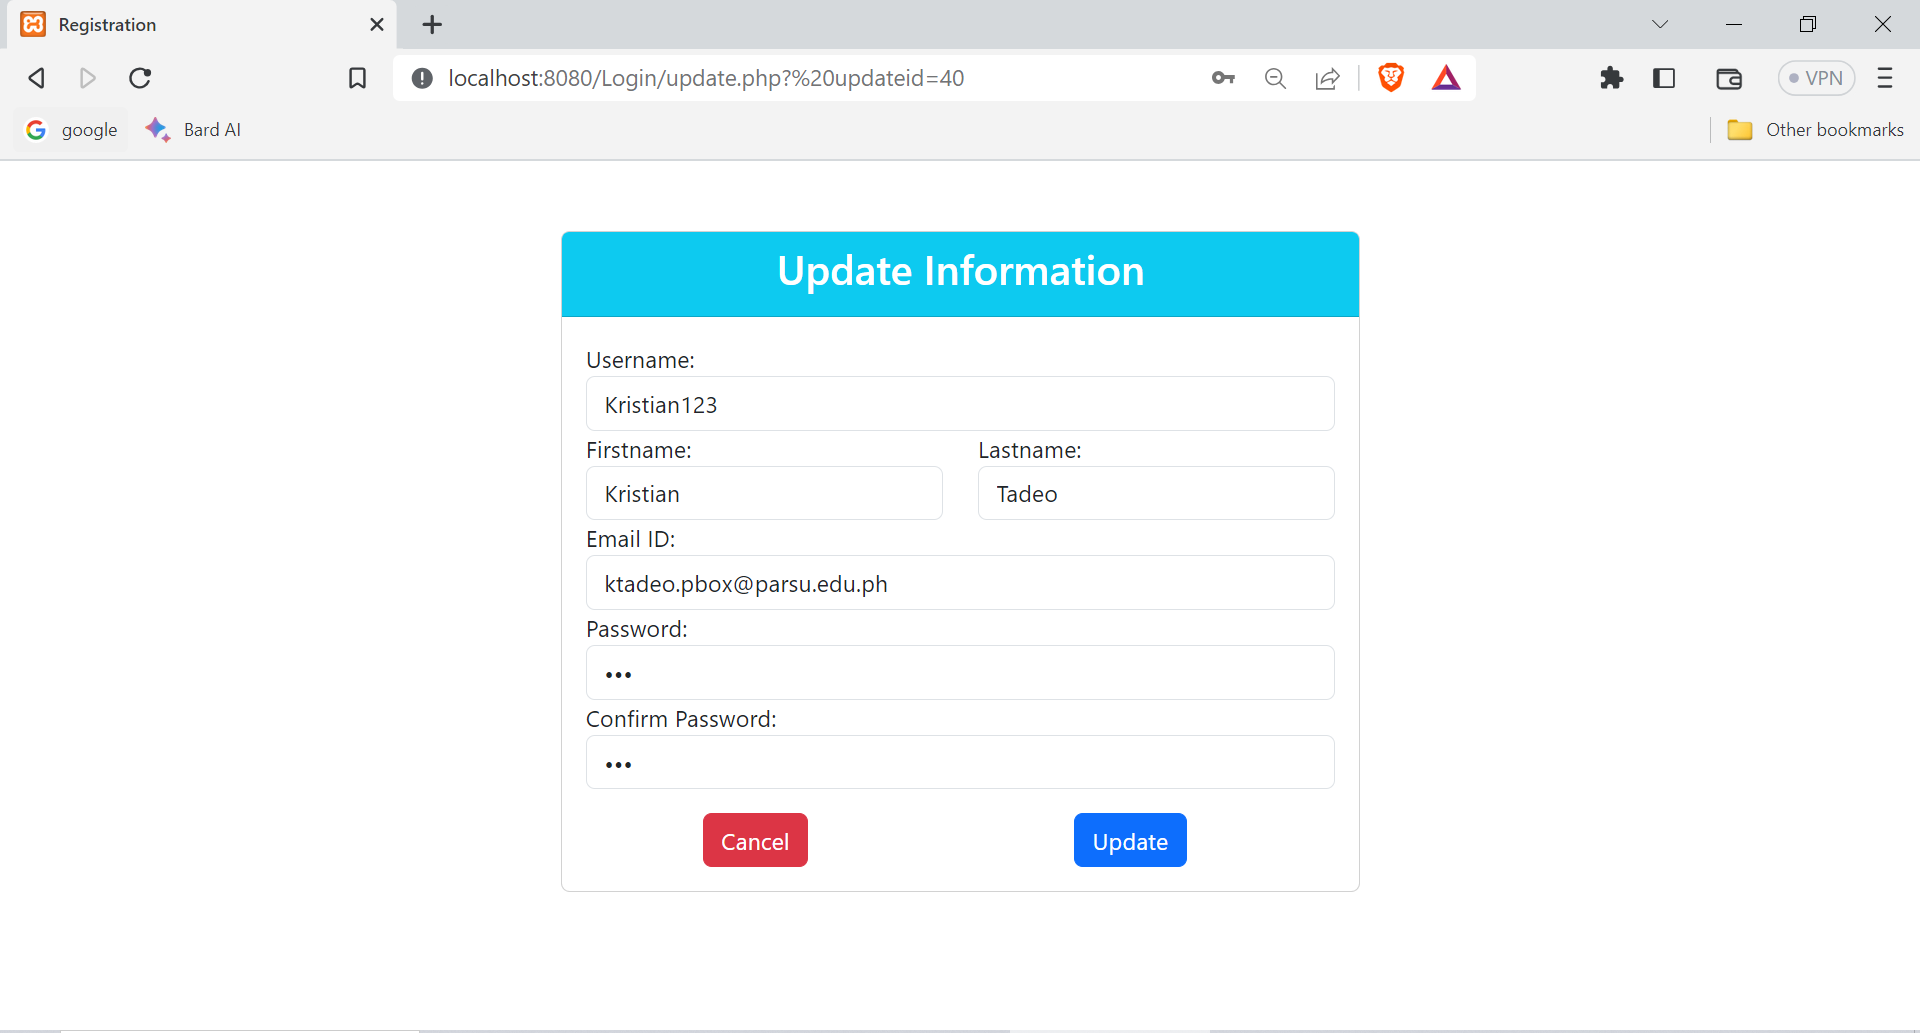 Registration
localhost:8080/Login/update.php?%20updateid=40
VPN
google
Bard AI
Other bookmarks
Update Information
Username:
Kristian123
Firstname:
Lastname:
Kristian
Tadeo
Email ID:
ktadeo.pbox@parsu.edu.ph
Password:
•••
Confirm Password:
•••
Cancel
Update